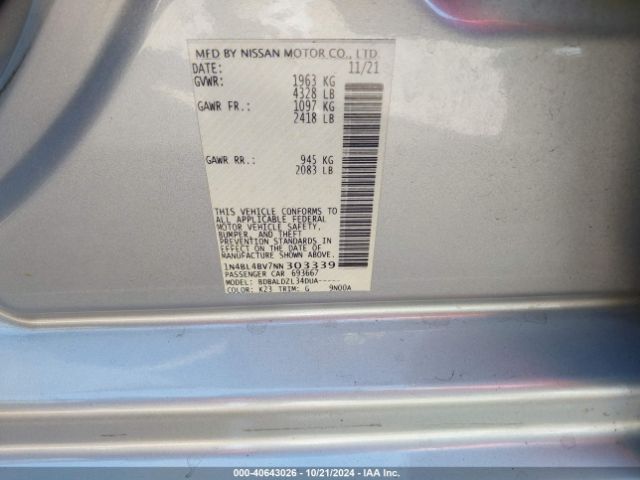 MFD BY NISSAN MOTOR CO., LTD.
DATE: 11/21
GVWR: 1963 KG
4328 LB
GAWR FR.: 1097 KG
2418 LB
GAWR RR.: 945 KG
2083 LB
THIS VEHICLE CONFORMS TO
ALL APPLICABLE FEDERAL
MOTOR VEHICLE SAFETY,
BUMPER, AND THEFT
PREVENTION STANDARDS IN
EFFECT ON THE DATE OF
MANUFACTURE SHOWN ABOVE.
1N4BL4BV7NN303339
PASSENGER CAR 693667
MODEL: BDBALDZL34DUA-----
COLOR: K23 TRIM: G 9N00A
000-40643026 - 10/21/2024 - IAA Inc.